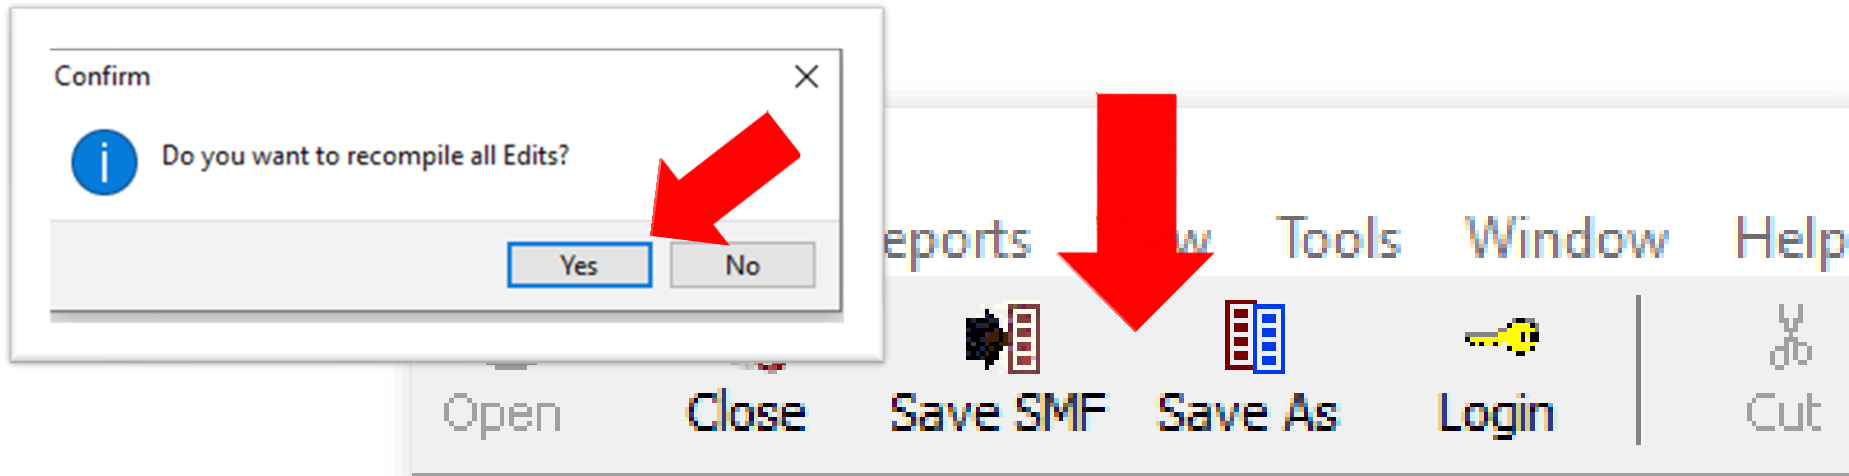 Confirm
Do you want to recompile all Edits?
Yes No
eports Tools Window Help
Open Close Save SMF Save As Login Cut